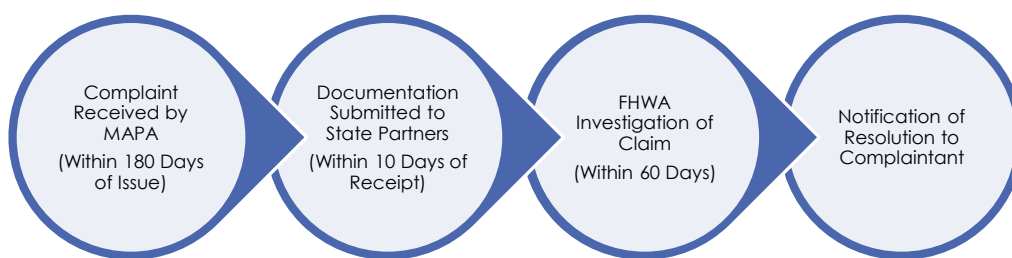 Complaint
Received by
MAPA
(Within 180 Days
of Issue)
Documentation
Submitted to
State Partners
(Within 10 Days of
Receipt)
FHWA
Investigation of
Claim
(Within 60 Days)
Notification of
Resolution to
Complaintant